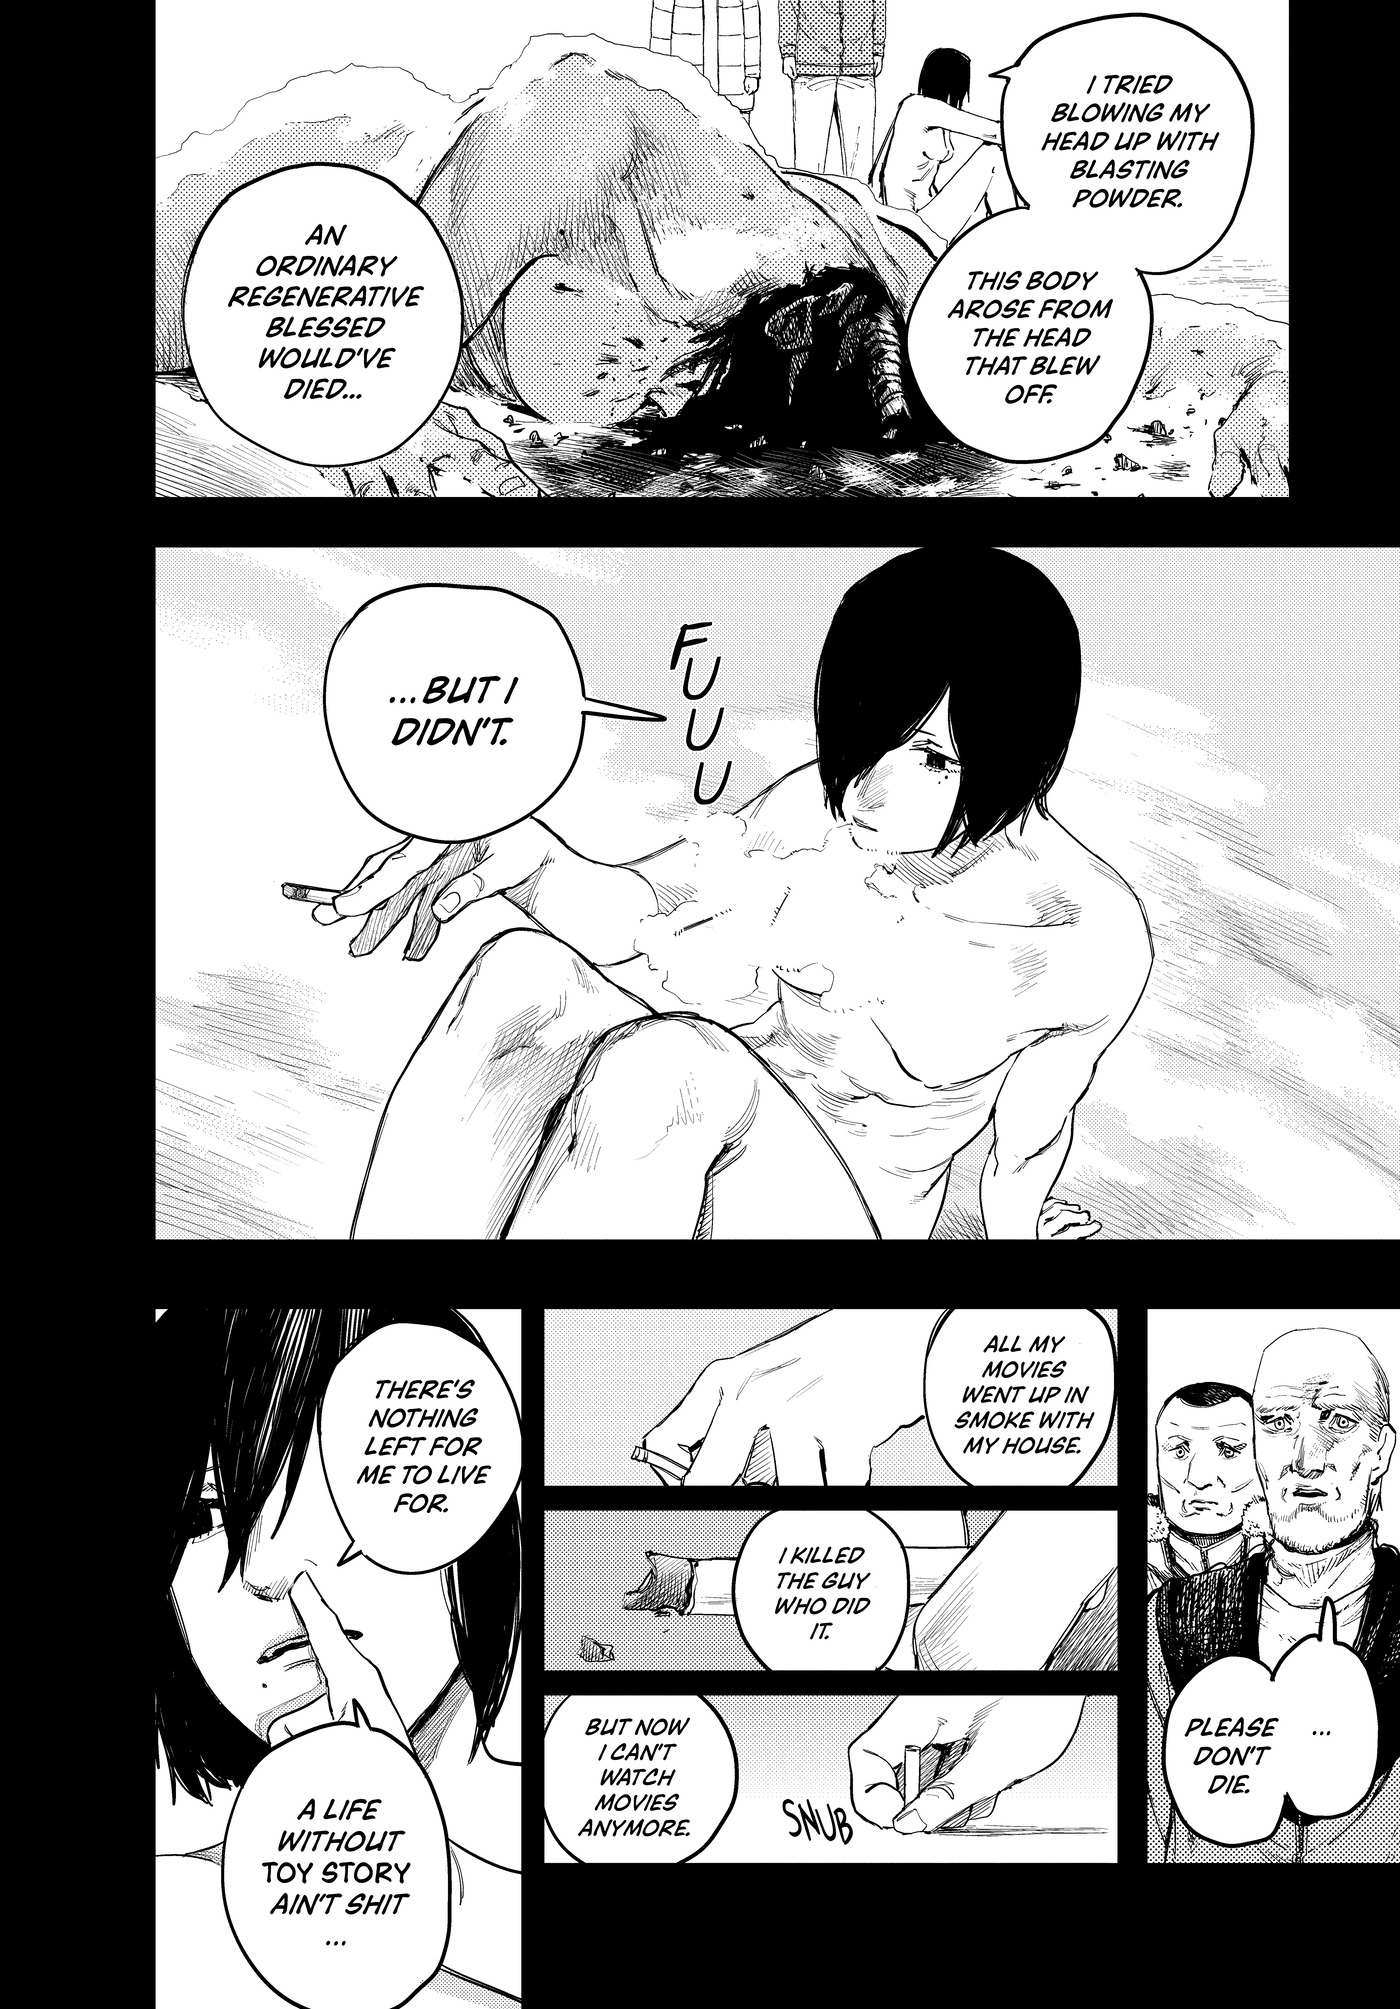 I TRIED
BLOWING MY
HEAD UP WITH
BLASTING
POWDER.
THIS BODY
AROSE FROM
THE HEAD
THAT BLEW
OFF.
AN
ORDINARY
REGENERATIVE
BLESSED
WOULD'VE
DIED...
...BUT I
DIDN'T.
FUUU
...
PLEASE
DON'T
DIE.
ALL MY
MOVIES
WENT UP IN
SMOKE WITH
MY HOUSE.
I KILLED
THE GUY
WHO DID
IT.
BUT NOW
I CAN'T
WATCH
MOVIES
ANYMORE.
SNUB
THERE'S
NOTHING
LEFT FOR
ME TO LIVE
FOR.
A LIFE
WITHOUT
TOY STORY
AIN'T SHIT
...